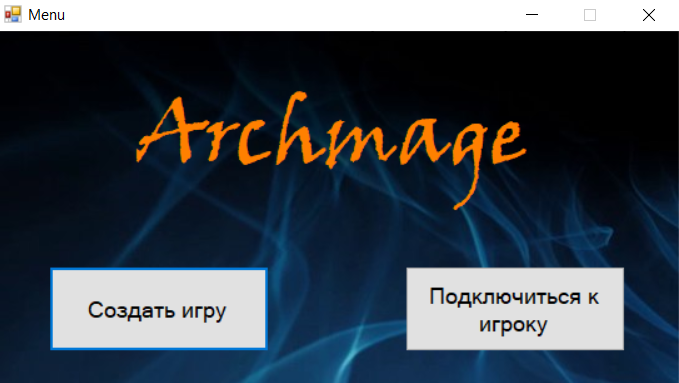 Menu
Archmage
Создать игру
Подключиться к
игроку